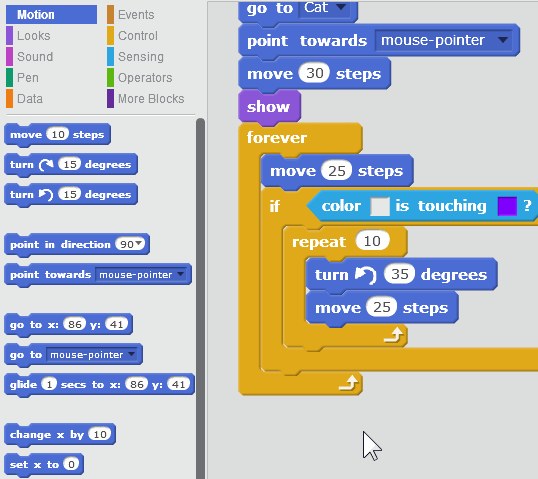 Motion
Events
Looks
Control
Sound
Sensing
Pen
Operators
Data
More Blocks
move 10 steps
turn 15 degrees
turn 15 degrees
point in direction 90
point towards mouse-pointer
go to x: 86 y: 41
go to mouse-pointer
glide 1 secs to x: 86 y: 41
change x by 10
set x to 0
go to Cat
point towards mouse-pointer
move 30 steps
show
forever
move 25 steps
if color is touching ?
repeat 10
turn 35 degrees
move 25 steps